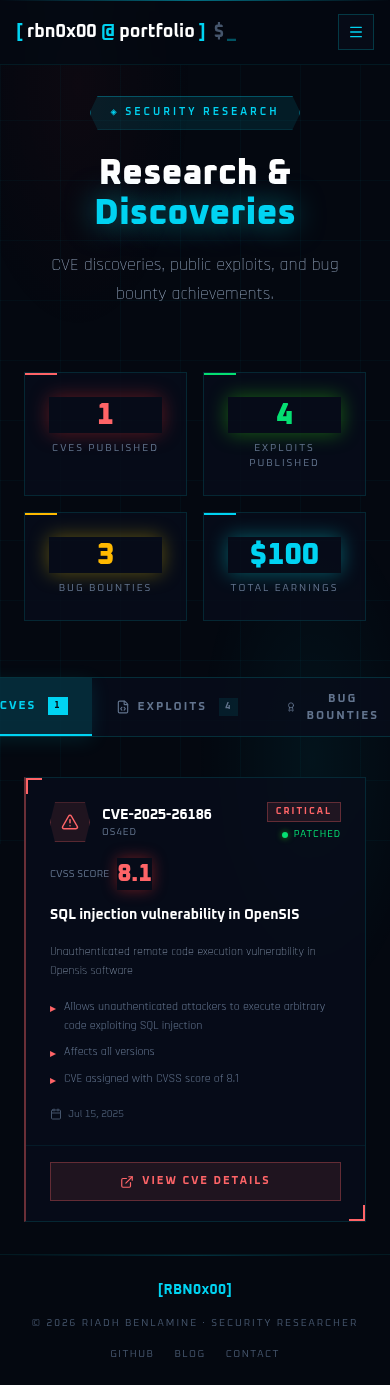 [ rbn0x00 @ portfolio ] $ _
◈ SECURITY RESEARCH
Research &
Discoveries
CVE discoveries, public exploits, and bug
bounty achievements.
1
CVES PUBLISHED
4
EXPLOITS
PUBLISHED
3
BUG BOUNTIES
$100
TOTAL EARNINGS
CVES 1
EXPLOITS 4
BUG
BOUNTIES
CVE-2025-26186
OS4ED
CRITICAL
PATCHED
CVSS SCORE 8.1
SQL injection vulnerability in OpenSIS
Unauthenticated remote code execution vulnerability in
Opensis software
▸ Allows unauthenticated attackers to execute arbitrary
code exploiting SQL injection
▸ Affects all versions
▸ CVE assigned with CVSS score of 8.1
Jul 15, 2025
VIEW CVE DETAILS
[RBN0x00]
© 2026 RIADH BENLAMINE · SECURITY RESEARCHER
GITHUB BLOG CONTACT